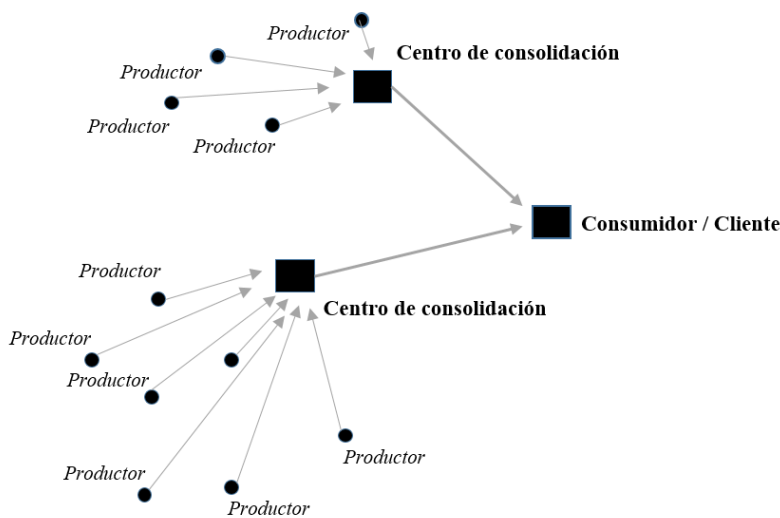 Productor
Centro de consolidación
Productor
Productor
Productor
Consumidor / Cliente
Productor
Centro de consolidación
Productor
Productor
Productor
Productor
Productor